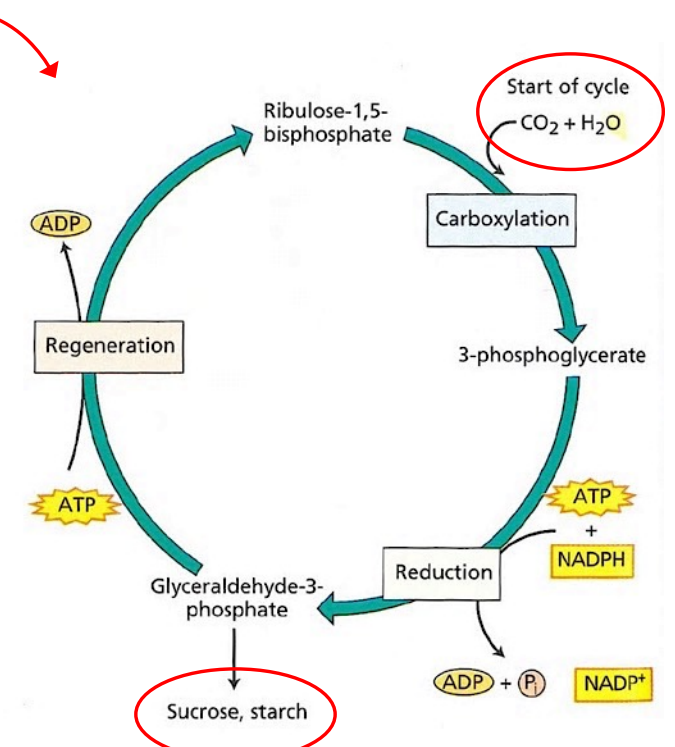 Start of cycle
CO₂ + H₂O
Ribulose-1,5-
bisphosphate
Carboxylation
ADP
Regeneration
3-phosphoglycerate
ATP
ATP
+
NADPH
Reduction
Glyceraldehyde-3-
phosphate
ADP + Pi NADP⁺
Sucrose, starch